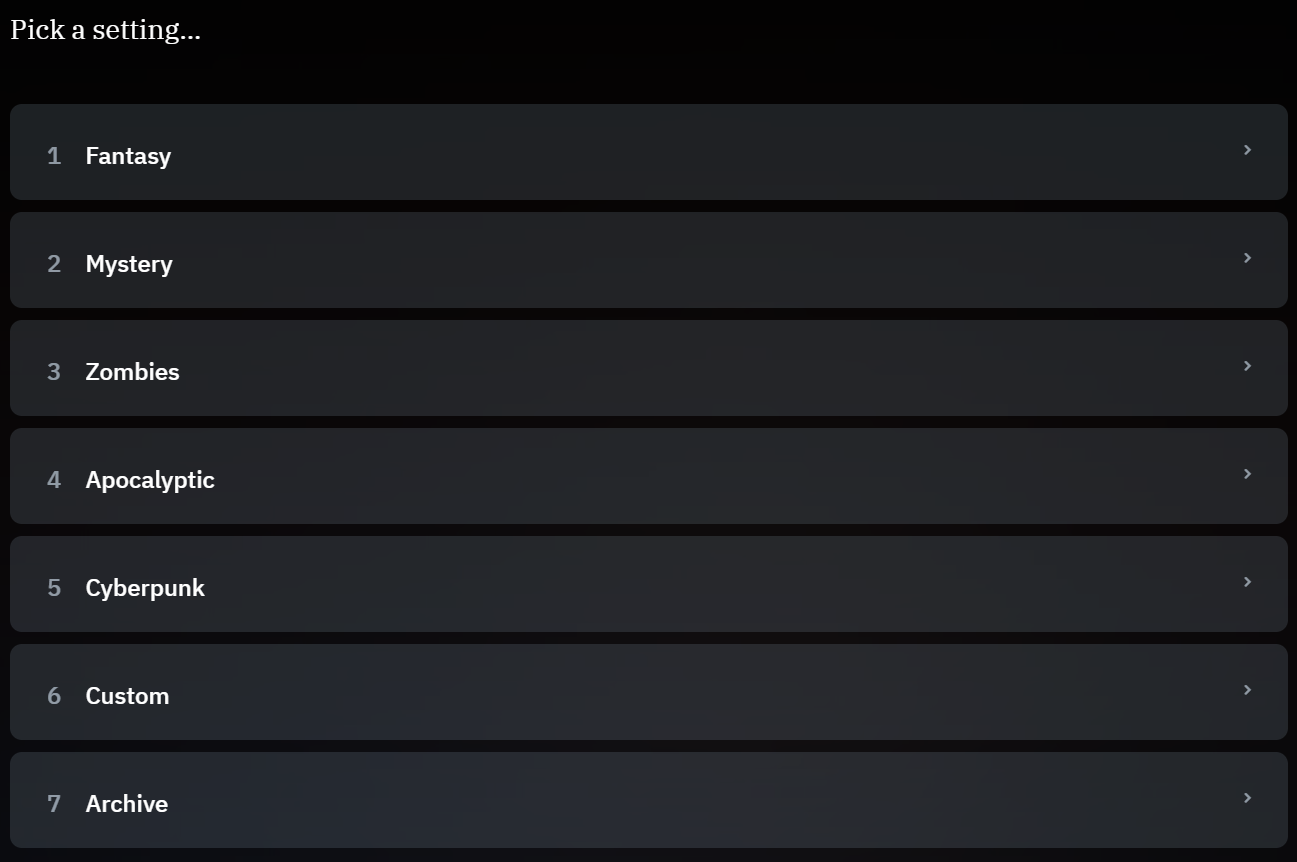 Pick a setting...
1 Fantasy
2 Mystery
3 Zombies
4 Apocalyptic
5 Cyberpunk
6 Custom
7 Archive